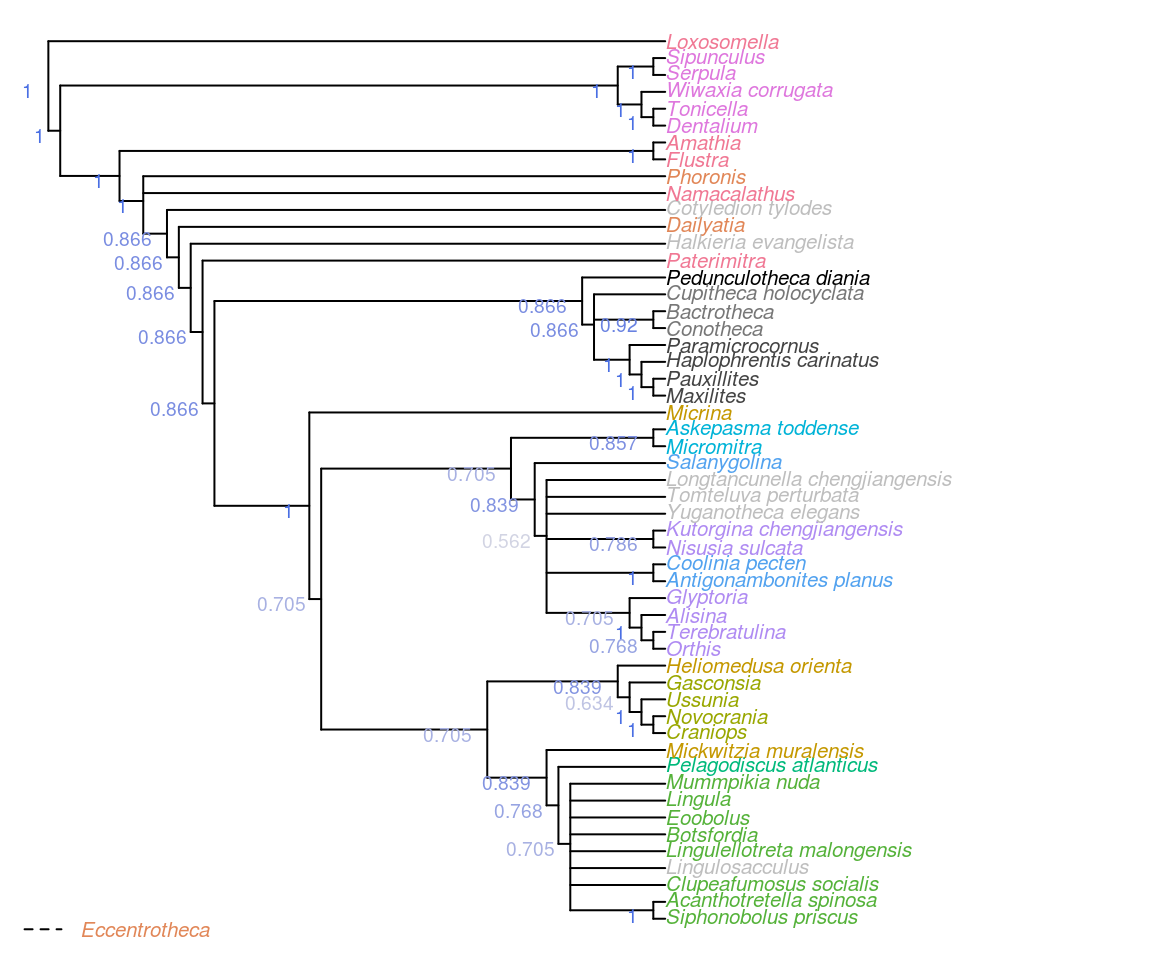 Loxosomella
Sipunculus
1
Serpula
1
1
Wiwaxia corrugata
1
Tonicella
1
Dentalium
1
Amathia
1
Flustra
1
Phoronis
Namacalathus
1
Cotyledion tylodes
Dailyatia
0.866
Halkieria evangelista
0.866
Paterimitra
Pedunculotheca diania
0.866
Cupitheca holocyclata
0.866
Bactrotheca
0.866
0.92
Conotheca
0.866
Paramicrocornus
Haplophrentis carinatus
1
Pauxillites
1
Maxilites
1
0.866
Micrina
Askepasma toddense
0.857
Micromitra
Salanygolina
0.705
Longtancunella chengjiangensis
Tomteluva perturbata
0.839
1
Yuganotheca elegans
Kutorgina chengjiangensis
0.562
0.786
Nisusia sulcata
Coolinia pecten
1
Antigonambonites planus
Glyptoria
0.705
Alisina
0.705
Terebratulina
1
0.768
Orthis
Heliomedusa orienta
Gasconsia
0.839
Ussunia
0.634
Novocrania
1
Craniops
1
0.705
Mickwitzia muralensis
Pelagodiscus atlanticus
Mummpikia nuda
0.839
Lingula
0.768
Eoobolus
Botsfordia
0.705
Lingulellotreta malongensis
Lingulosacculus
Clupeafumosus socialis
Acanthotretella spinosa
1
Siphonobolus priscus
Eccentrotheca